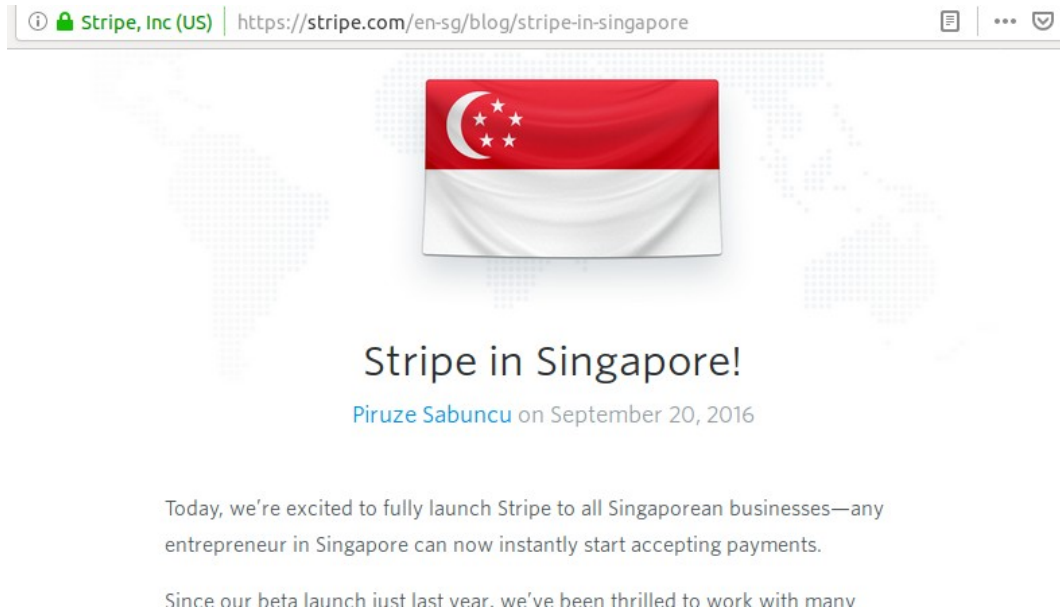 Stripe, Inc (US) https://stripe.com/en-sg/blog/stripe-in-singapore
Stripe in Singapore!
Piruze Sabuncu on September 20, 2016
Today, we’re excited to fully launch Stripe to all Singaporean businesses—any
entrepreneur in Singapore can now instantly start accepting payments.
Since our beta launch just last year, we’ve been thrilled to work with many